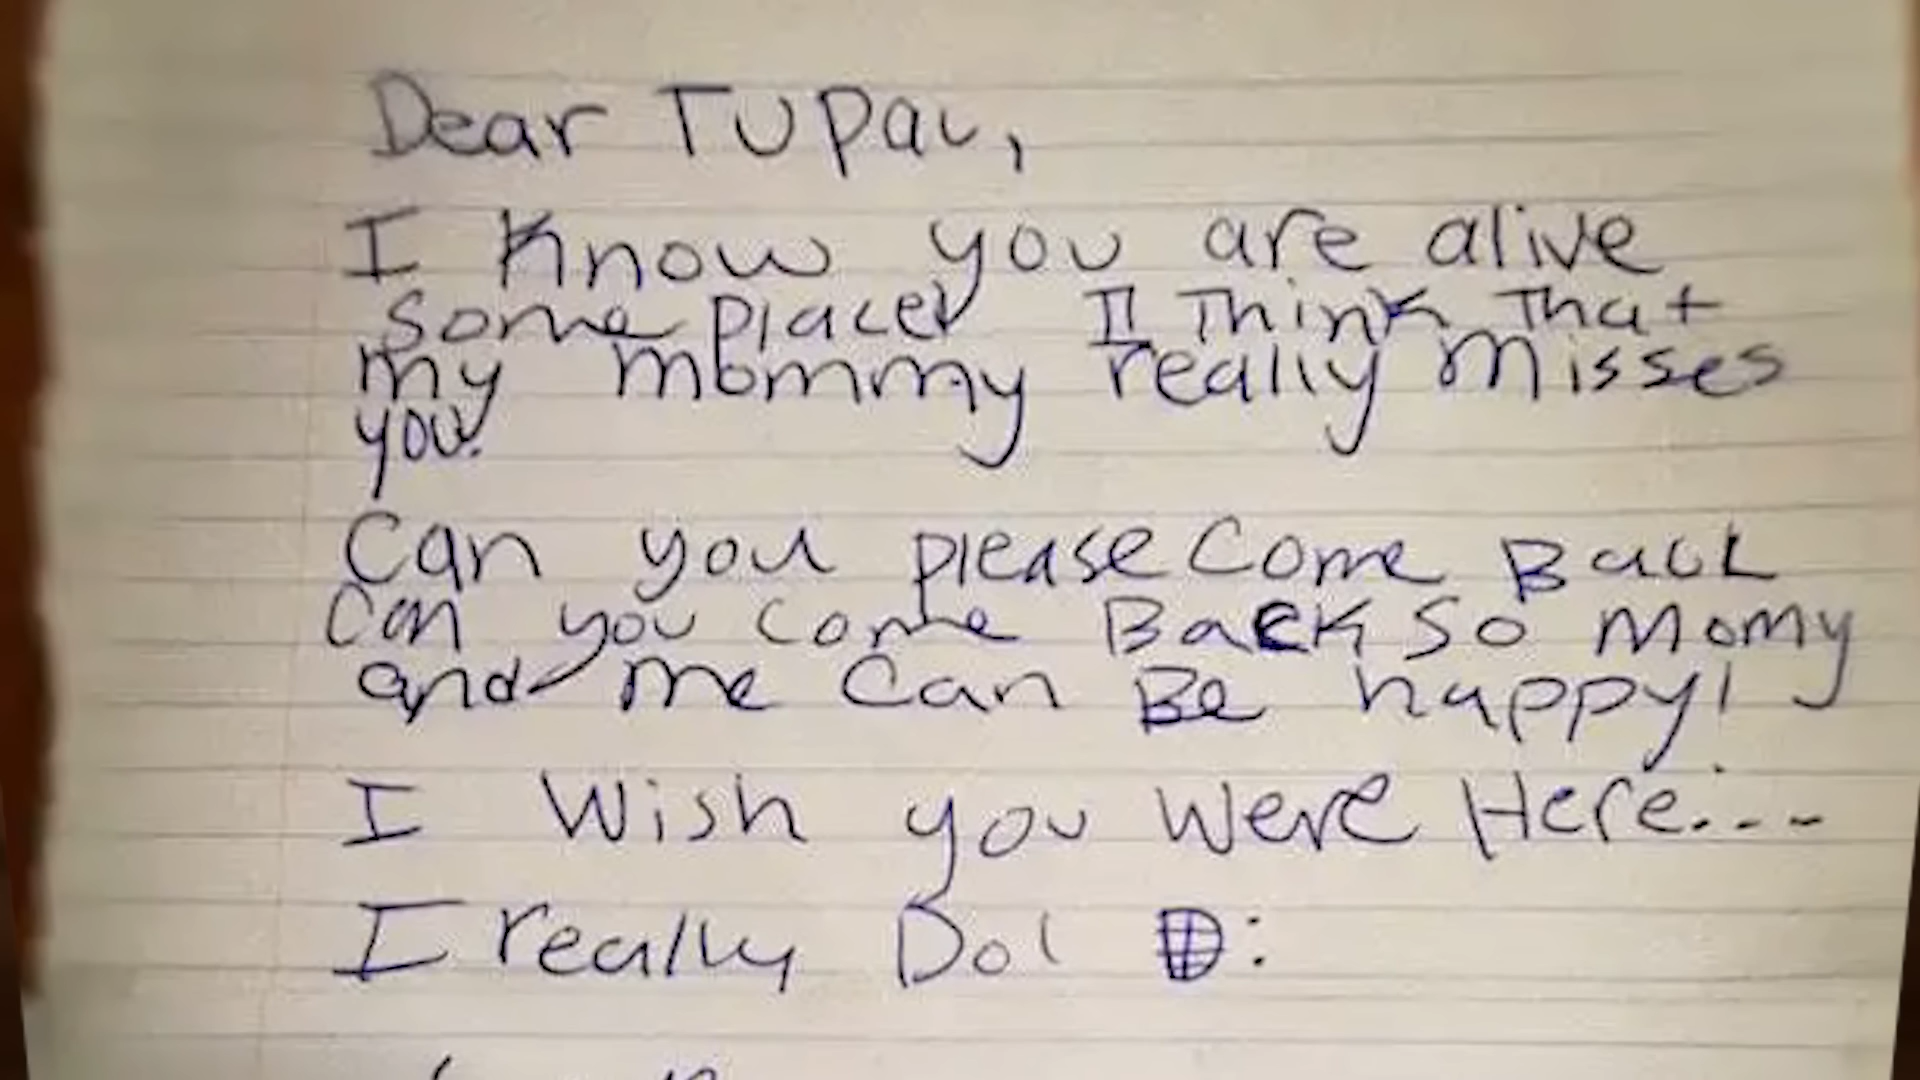 Dear Tupac,
I Know you are alive
some place! I Think That
my mommy really misses
you.
Can you please Come Back
Can you come Back So Momy
and me Can Be happy!
I Wish you Were Here....
I really Do! D: